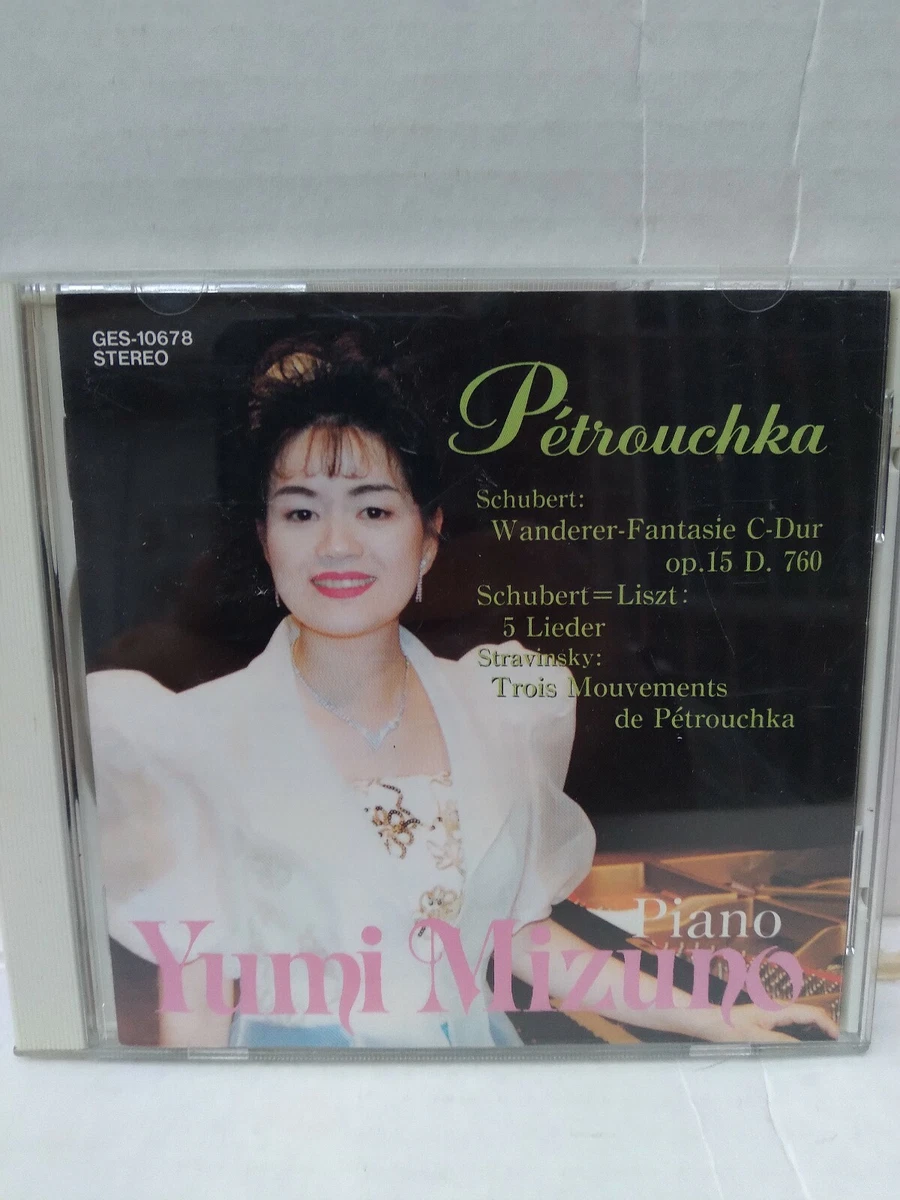 GES-10678
STEREO
Pétrouchka
Schubert:
Wanderer-Fantasie C-Dur
op.15 D. 760
Schubert=Liszt:
5 Lieder
Stravinsky:
Trois Mouvements
de Pétrouchka
Piano
Yumi Mizuno